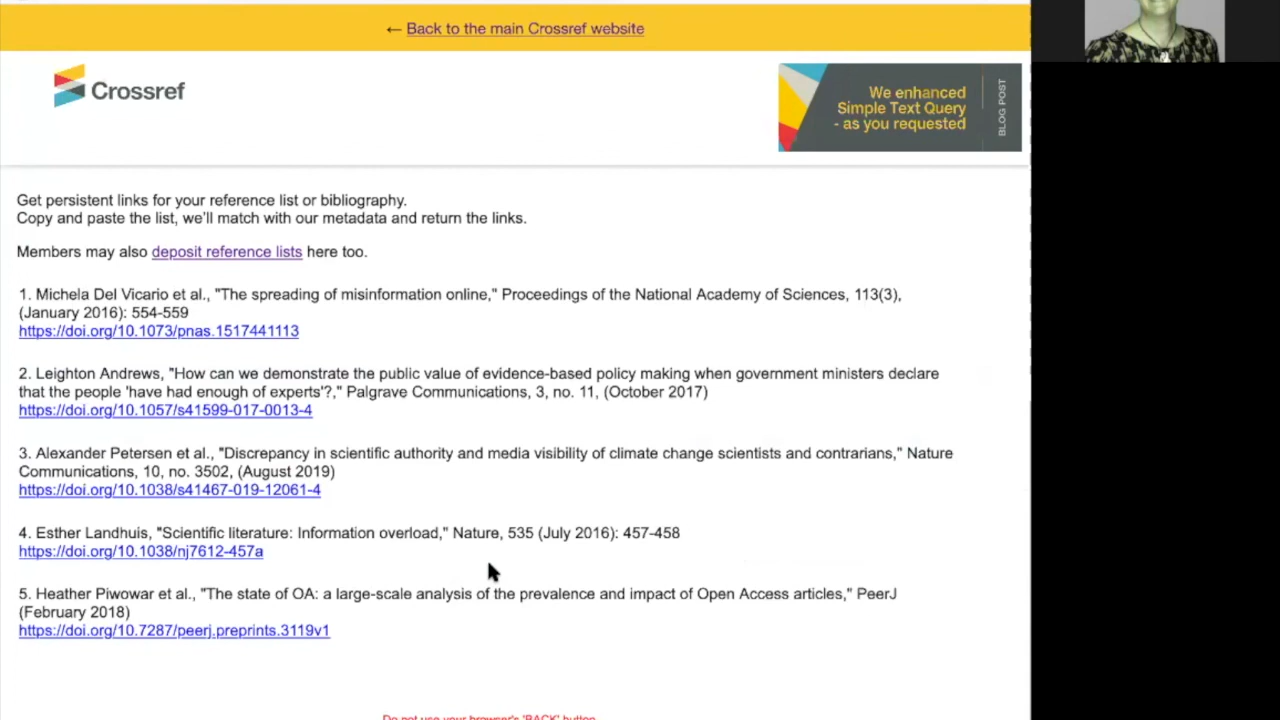 ← Back to the main Crossref website
Crossref
We enhanced
Simple Text Query
- as you requested
BLOG POST
Get persistent links for your reference list or bibliography.
Copy and paste the list, we'll match with our metadata and return the links.
Members may also deposit reference lists here too.
1. Michela Del Vicario et al., "The spreading of misinformation online," Proceedings of the National Academy of Sciences, 113(3),
(January 2016): 554-559
https://doi.org/10.1073/pnas.1517441113
2. Leighton Andrews, "How can we demonstrate the public value of evidence-based policy making when government ministers declare
that the people 'have had enough of experts'?," Palgrave Communications, 3, no. 11, (October 2017)
https://doi.org/10.1057/s41599-017-0013-4
3. Alexander Petersen et al., "Discrepancy in scientific authority and media visibility of climate change scientists and contrarians," Nature
Communications, 10, no. 3502, (August 2019)
https://doi.org/10.1038/s41467-019-12061-4
4. Esther Landhuis, "Scientific literature: Information overload," Nature, 535 (July 2016): 457-458
https://doi.org/10.1038/nj7612-457a
5. Heather Piwowar et al., "The state of OA: a large-scale analysis of the prevalence and impact of Open Access articles," PeerJ
(February 2018)
https://doi.org/10.7287/peerj.preprints.3119v1
Do not use your browser's 'BACK' button